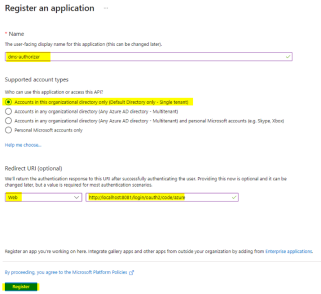 Register an application ...
* Name
The user-facing display name for this application (this can be changed later).
dms-authorizer
Supported account types
Who can use this application or access this API?
Accounts in this organizational directory only (Default Directory only - Single tenant)
Accounts in any organizational directory (Any Azure AD directory - Multitenant)
Accounts in any organizational directory (Any Azure AD directory - Multitenant) and personal Microsoft accounts (e.g. Skype, Xbox)
Personal Microsoft accounts only
Help me choose...
Redirect URI (optional)
We'll return the authentication response to this URI after successfully authenticating the user. Providing this now is optional and it can be
changed later, but a value is required for most authentication scenarios.
Web
http://localhost:8081/login/oauth2/code/azure
Register an app you're working on here. Integrate gallery apps and other apps from outside your organization by adding from Enterprise applications.
By proceeding, you agree to the Microsoft Platform Policies
Register